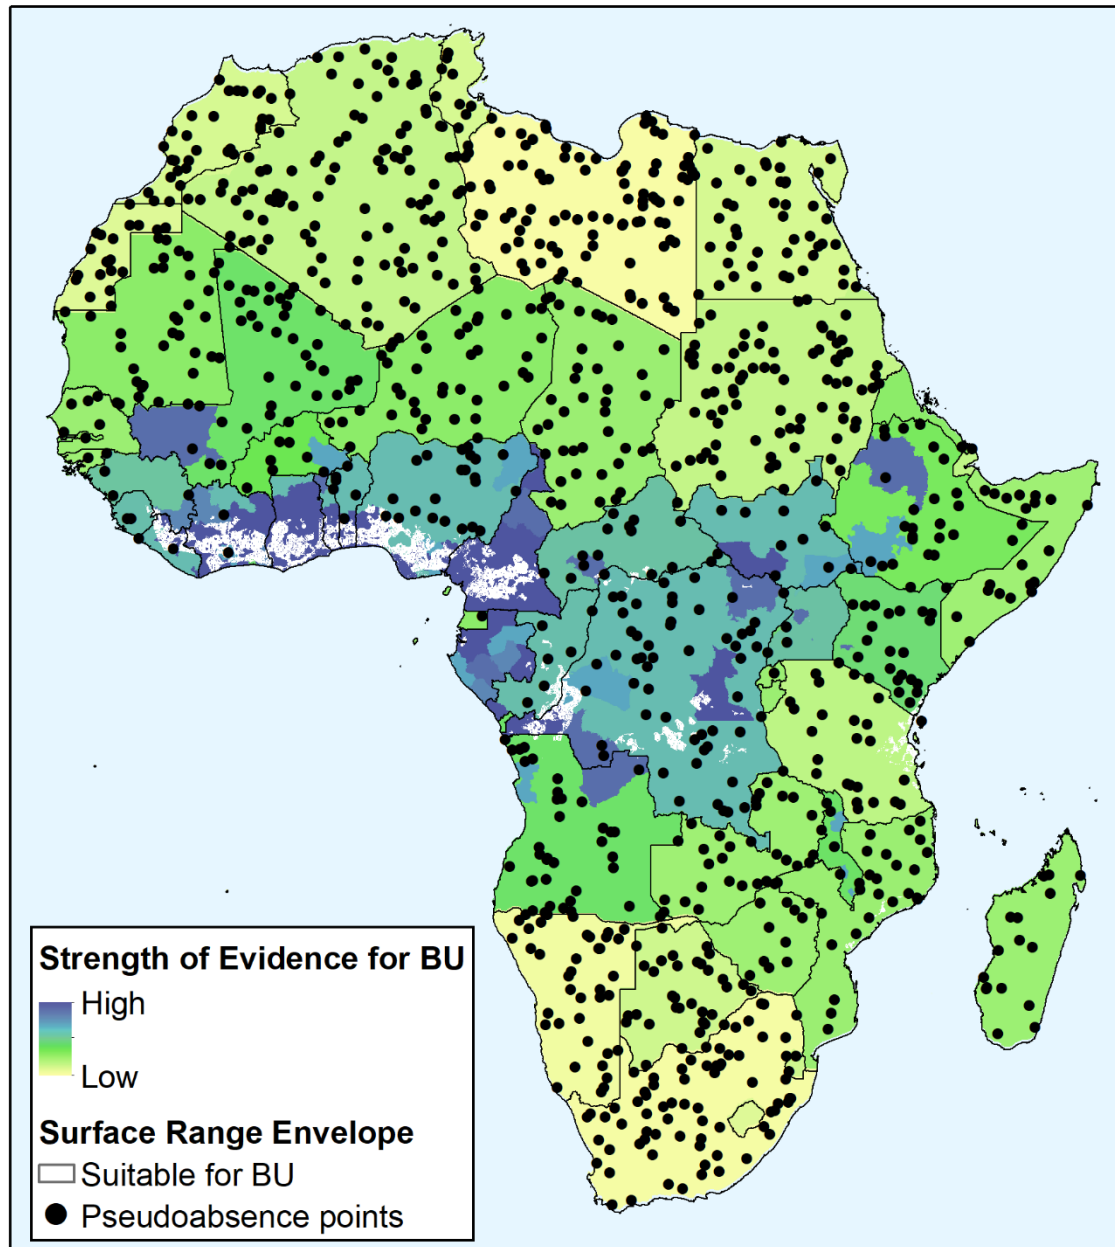 Strength of Evidence for BU
High
Low
Surface Range Envelope
Suitable for BU
Pseudoabsence points